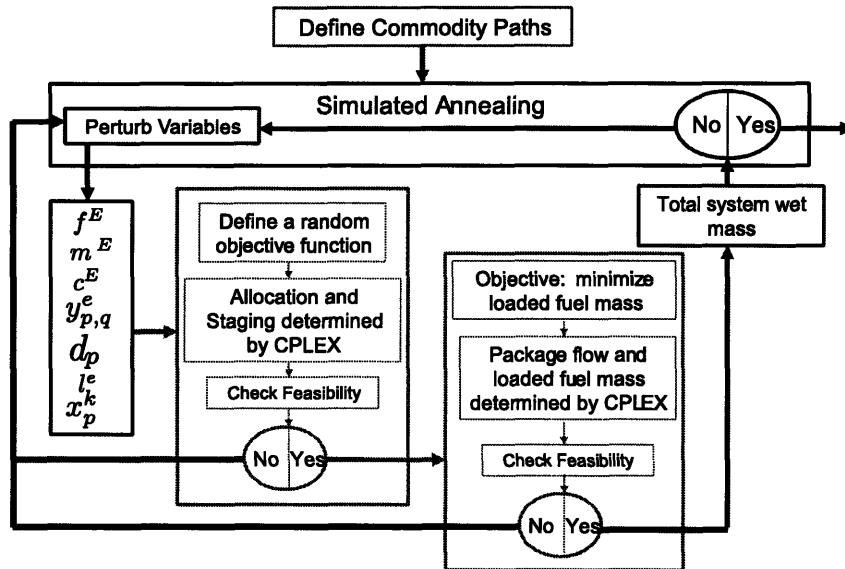 Define Commodity Paths
Simulated Annealing
No Yes
Perturb Variables
Total system wet
mass
f^E
m^E
c^E
y^e_{p,q}
d_p
l^e
x^k_p
Define a random
objective function
Allocation and
Staging determined
by CPLEX
Check Feasibility
No Yes
Objective: minimize
loaded fuel mass
Package flow and
loaded fuel mass
determined by CPLEX
Check Feasibility
No Yes